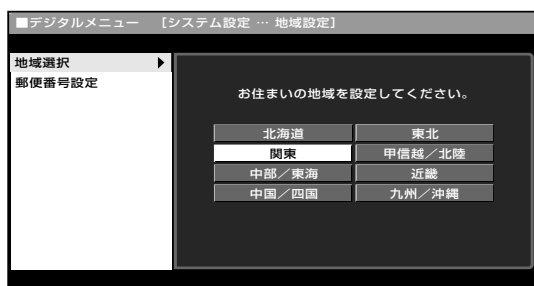 ■デジタルメニュー [システム設定 … 地域設定]
地域選択
郵便番号設定
お住まいの地域を設定してください。
北海道 東北
関東 甲信越／北陸
中部／東海 近畿
中国／四国 九州／沖縄